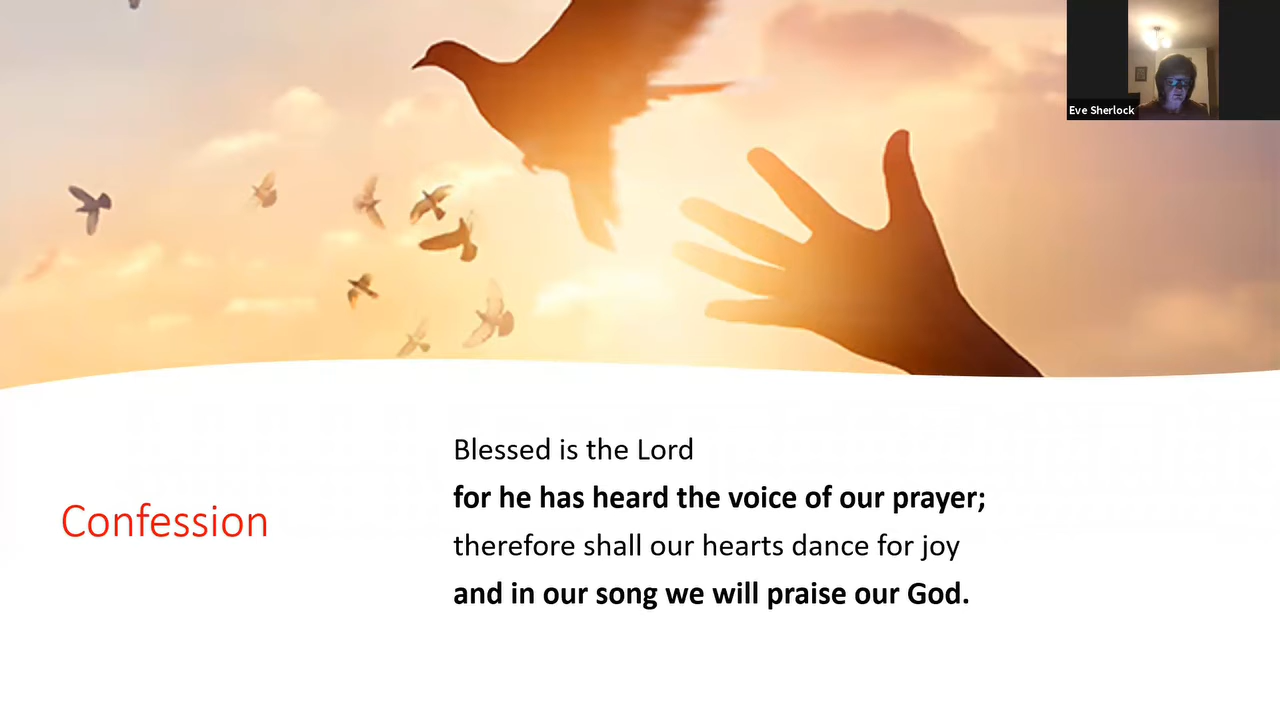 Eve Sherlock
Confession
Blessed is the Lord
for he has heard the voice of our prayer;
therefore shall our hearts dance for joy
and in our song we will praise our God.